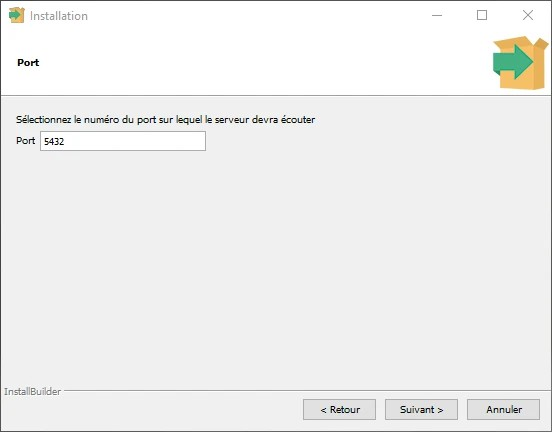 Installation
Port
Sélectionnez le numéro du port sur lequel le serveur devra écouter
Port 5432
InstallBuilder
< Retour Suivant > Annuler